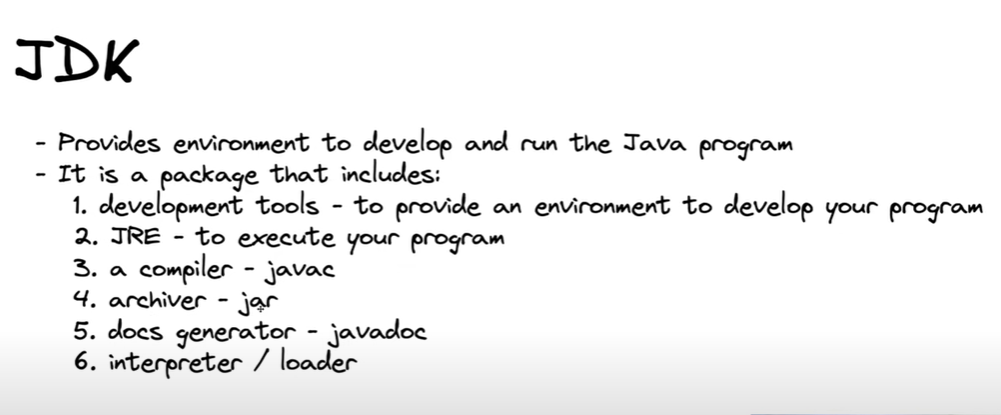 JDK
- Provides environment to develop and run the Java program
- It is a package that includes:
1. development tools - to provide an environment to develop your program
2. JRE - to execute your program
3. a compiler - javac
4. archiver - jar
5. docs generator - javadoc
6. interpreter / loader